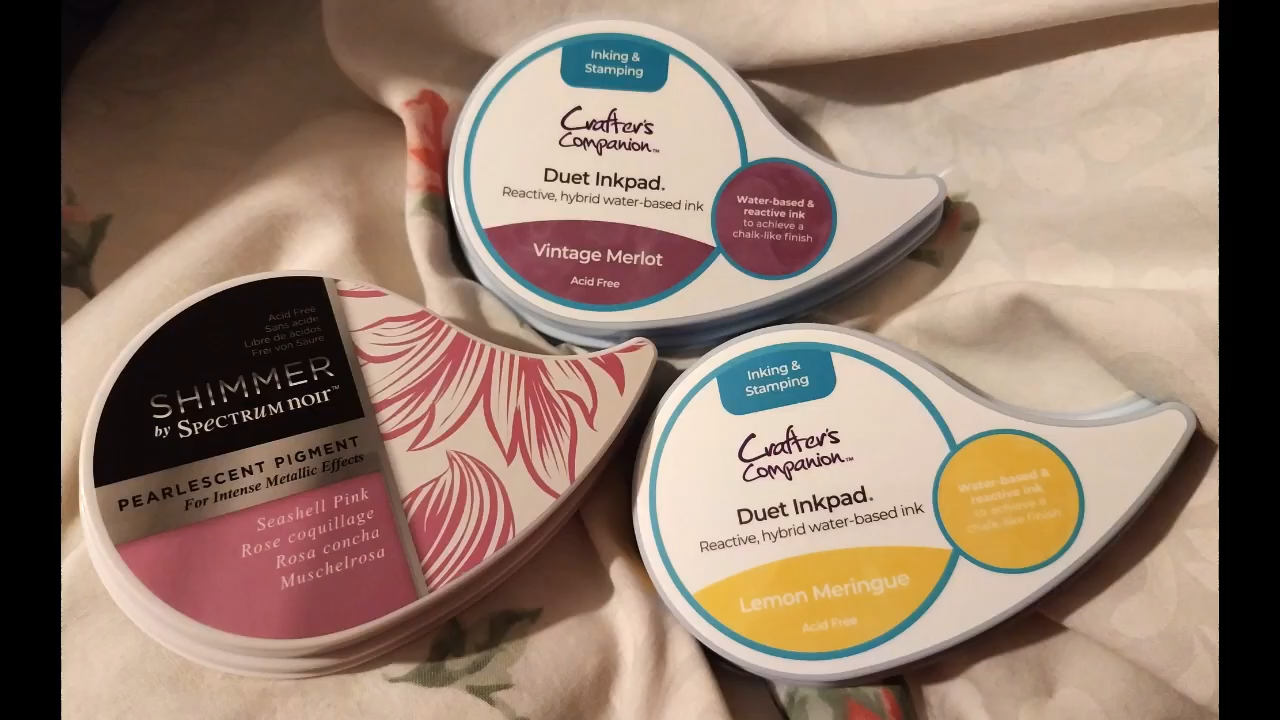 Inking &
Stamping
Crafter's
Companion™
Duet Inkpad.
Reactive, hybrid water-based ink
Vintage Merlot
Acid Free
Water-based &
reactive ink
to achieve a
chalk-like finish
Acid Free
Sans acide
Libre de ácidos
Frei von Säure
SHIMMER
by SPECTRUM noir™
PEARLESCENT PIGMENT
For Intense Metallic Effects
Seashell Pink
Rose coquillage
Rosa concha
Muschelrosa
Inking &
Stamping
Crafter's
Companion™
Duet Inkpad.
Reactive, hybrid water-based ink
Lemon Meringue
Acid Free
Water-based &
reactive ink
to achieve a
chalk-like finish